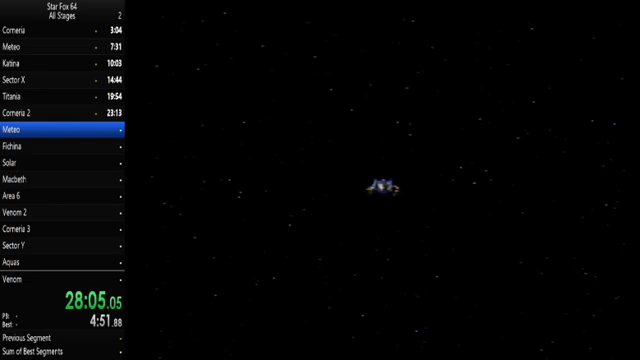 Star Fox 64
All Stages 2
Corneria - 3:04
Meteo - 7:31
Katina - 10:03
Sector X - 14:44
Titania - 19:54
Corneria 2 - 23:13
Meteo -
Fichina -
Solar -
Macbeth -
Area 6 -
Venom 2 -
Corneria 3 -
Sector Y -
Aquas -
Venom -
28:05.05
PB: -
Best: - 4:51.88
Previous Segment -
Sum of Best Segments -